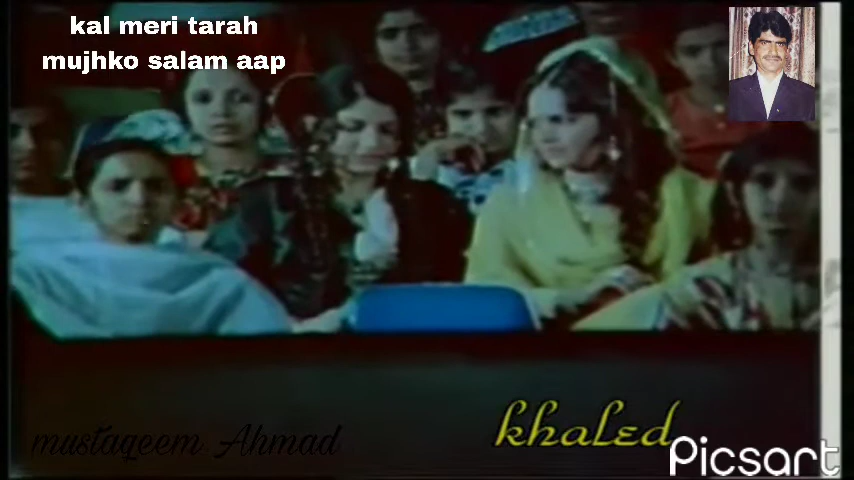 kal meri tarah
mujhko salam aap
khaled
mustaqeem Ahmad
Picsart